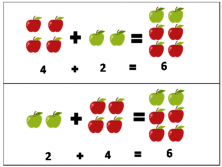 4 + 2 = 6
2 + 4 = 6